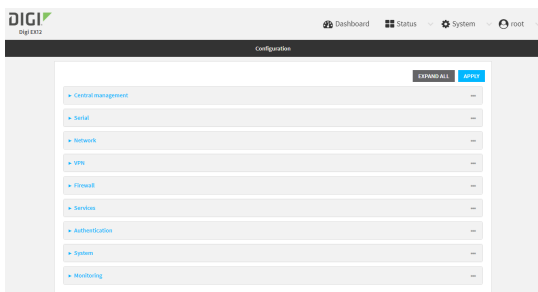 DIGI
Digi EX12
Dashboard Status System root
Configuration
EXPAND ALL APPLY
Central management
Serial
Network
VPN
Firewall
Services
Authentication
System
Monitoring